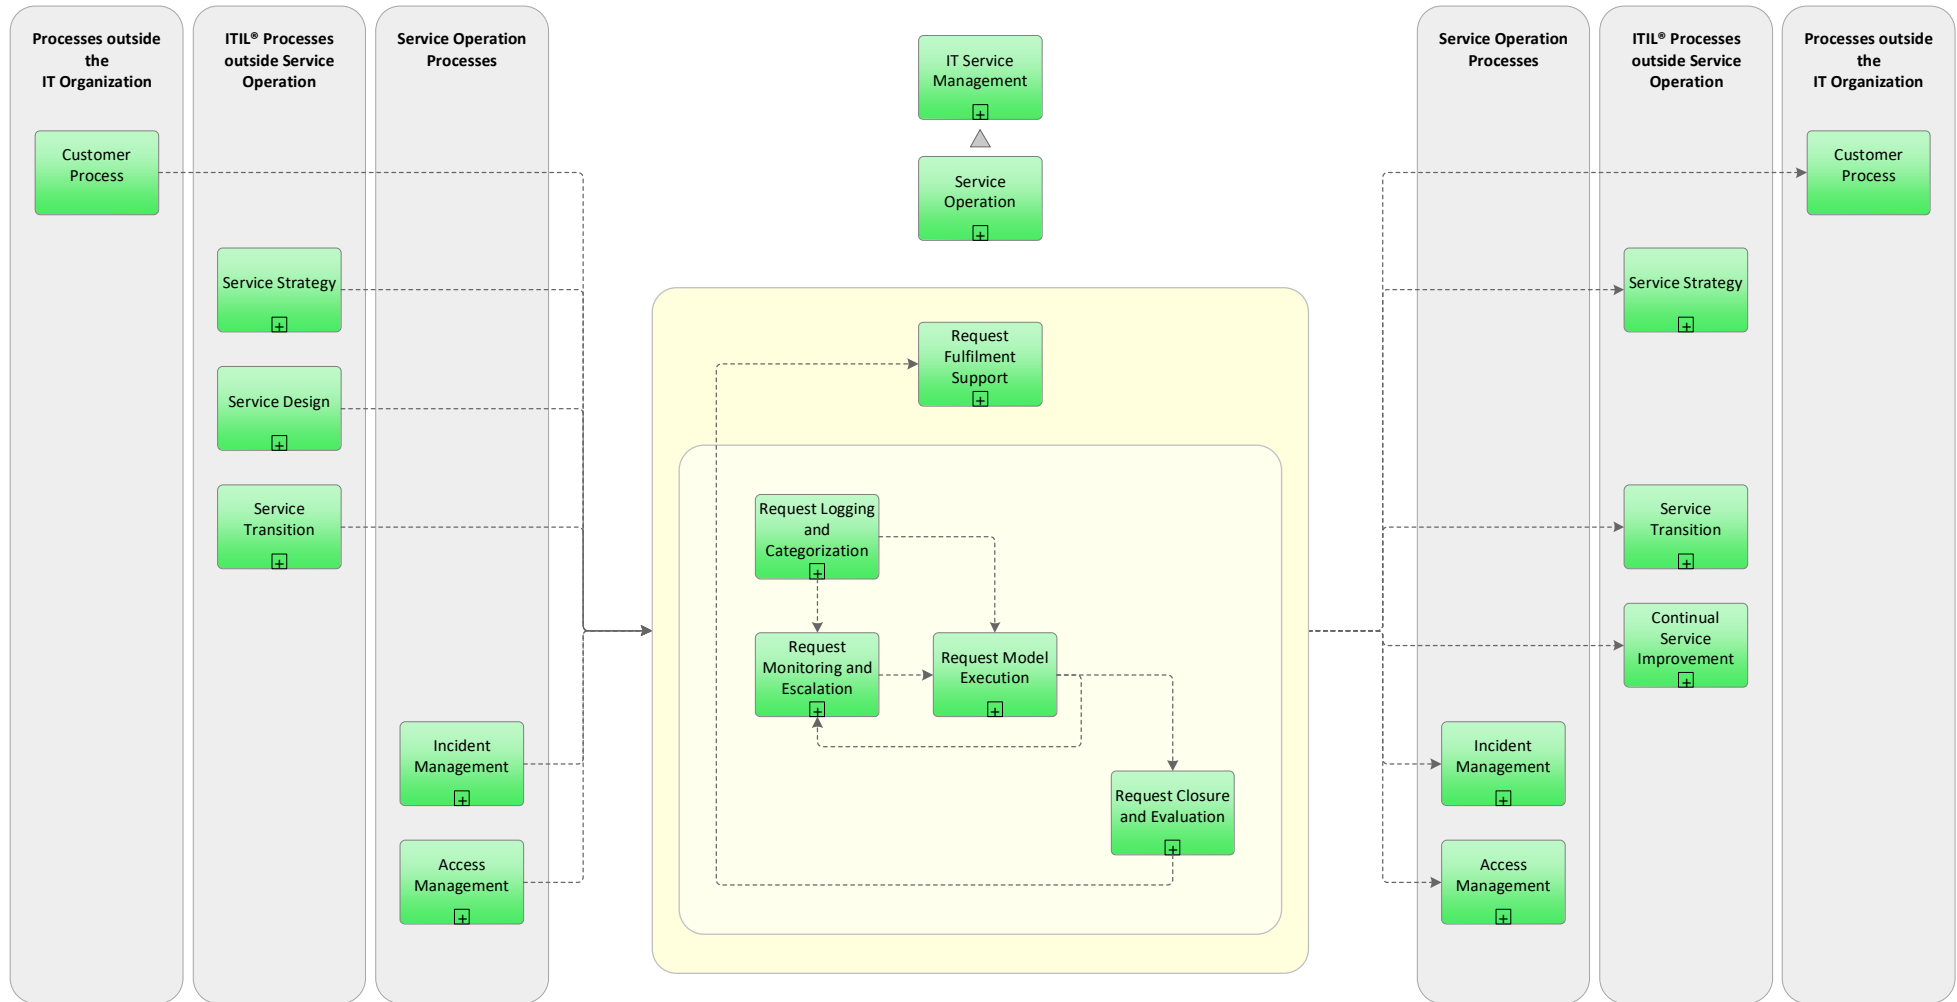 Processes outside
the
IT Organization
ITIL® Processes
outside Service
Operation
Service Operation
Processes
Service Operation
Processes
ITIL® Processes
outside Service
Operation
Processes outside
the
IT Organization
IT Service
Management
Customer
Process
Service
Operation
Customer
Process
Service Strategy
Service Strategy
Request
Fulfilment
Support
Service Design
Service
Transition
Request Logging
and
Categorization
Service
Transition
Request
Monitoring and
Escalation
Request Model
Execution
Continual
Service
Improvement
Incident
Management
Incident
Management
Request Closure
and Evaluation
Access
Management
Access
Management